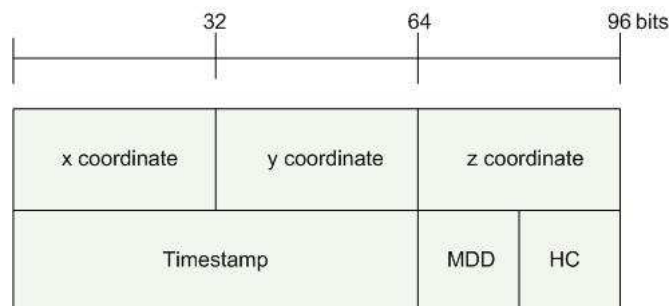 32 64 96 bits
x coordinate y coordinate z coordinate
Timestamp MDD HC